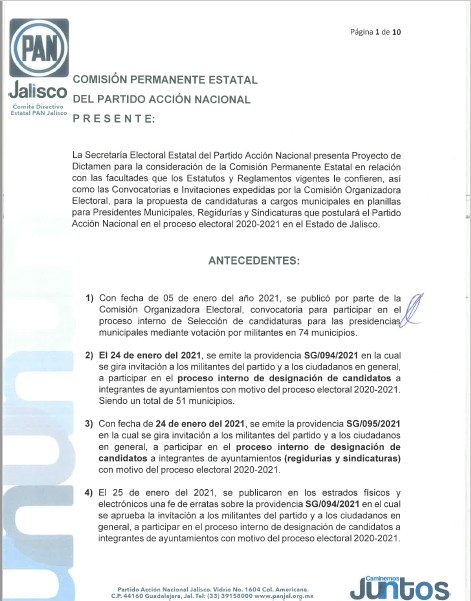 Página 1 de 10
PAN
Jalisco
Comité Directivo
Estatal PAN Jalisco
COMISIÓN PERMANENTE ESTATAL
DEL PARTIDO ACCIÓN NACIONAL
P R E S E N T E:
La Secretaría Electoral Estatal del Partido Acción Nacional presenta Proyecto de
Dictamen para la consideración de la Comisión Permanente Estatal en relación
con las facultades que los Estatutos y Reglamentos vigentes le confieren, así
como las Convocatorias e Invitaciones expedidas por la Comisión Organizadora
Electoral, para la propuesta de candidaturas a cargos municipales en planillas
para Presidentes Municipales, Regidurías y Sindicaturas que postulará el Partido
Acción Nacional en el proceso electoral 2020-2021 en el Estado de Jalisco.
ANTECEDENTES:
1) Con fecha de 05 de enero del año 2021, se publicó por parte de la
Comisión Organizadora Electoral, convocatoria para participar en el
proceso interno de Selección de candidaturas para las presidencias
municipales mediante votación por militantes en 74 municipios.
2) El 24 de enero del 2021, se emite la providencia SG/094/2021 en la cual
se gira invitación a los militantes del partido y a los ciudadanos en general,
a participar en el proceso interno de designación de candidatos a
integrantes de ayuntamientos con motivo del proceso electoral 2020-2021.
Siendo un total de 51 municipios.
3) Con fecha de 24 de enero del 2021, se emite la providencia SG/095/2021
en la cual se gira invitación a los militantes del partido y a los ciudadanos
en general, a participar en el proceso interno de designación de
candidatos a integrantes de ayuntamientos (regidurías y sindicaturas)
con motivo del proceso electoral 2020-2021.
4) El 25 de enero del 2021, se publicaron en los estrados físicos y
electrónicos una fe de erratas sobre la providencia SG/094/2021 en el cual
se aprueba la invitación a los militantes del partido y a los ciudadanos en
general, a participar en el proceso interno de designación de candidatos a
integrantes de ayuntamientos con motivo del proceso electoral 2020-2021.
Partido Acción Nacional Jalisco. Vidrio No. 1604 Col. Americana.
C.P. 44160 Guadalajara, Jal. Tel: (33) 39158000 www.panjal.org.mx
Caminemos
Juntos